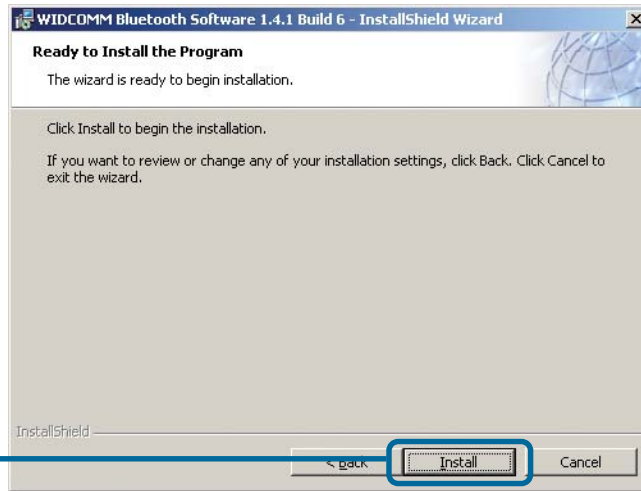 WIDCOMM Bluetooth Software 1.4.1 Build 6 - InstallShield Wizard
Ready to Install the Program
The wizard is ready to begin installation.
Click Install to begin the installation.
If you want to review or change any of your installation settings, click Back. Click Cancel to
exit the wizard.
InstallShield
< Back Install Cancel